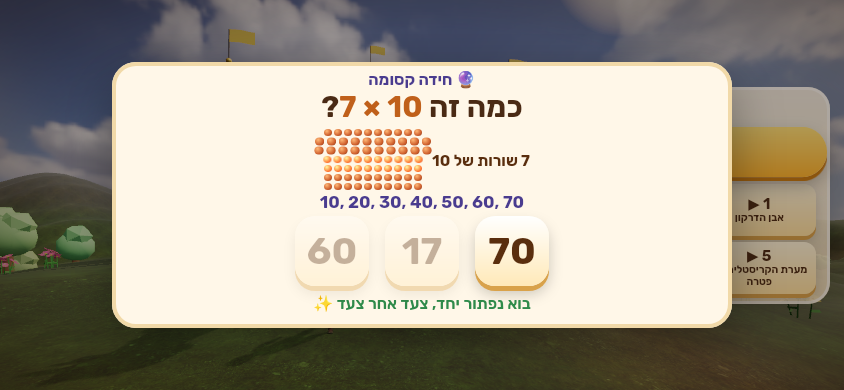 🔮 חידה קסומה
כמה זה 10 × 7?
7 שורות של 10
10, 20, 30, 40, 50, 60, 70
70
17
60
בוא נפתור יחד, צעד אחר צעד ✨
1 ▶
אבן הדרקון
5 ▶
מערת הקריסטלי
פטרה